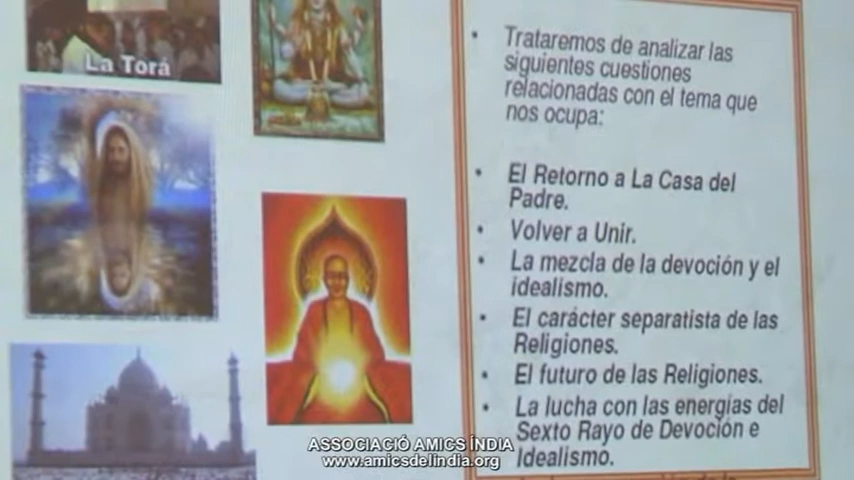 La Torá
• Trataremos de analizar las
siguientes cuestiones
relacionadas con el tema que
nos ocupa:
• El Retorno a La Casa del
Padre.
• Volver a Unir.
• La mezcla de la devoción y el
idealismo.
• El carácter separatista de las
Religiones.
• El futuro de las Religiones.
• La lucha con las energías del
Sexto Rayo de Devoción e
Idealismo.
ASSOCIACIÓ AMICS ÍNDIA
www.amicsdelindia.org